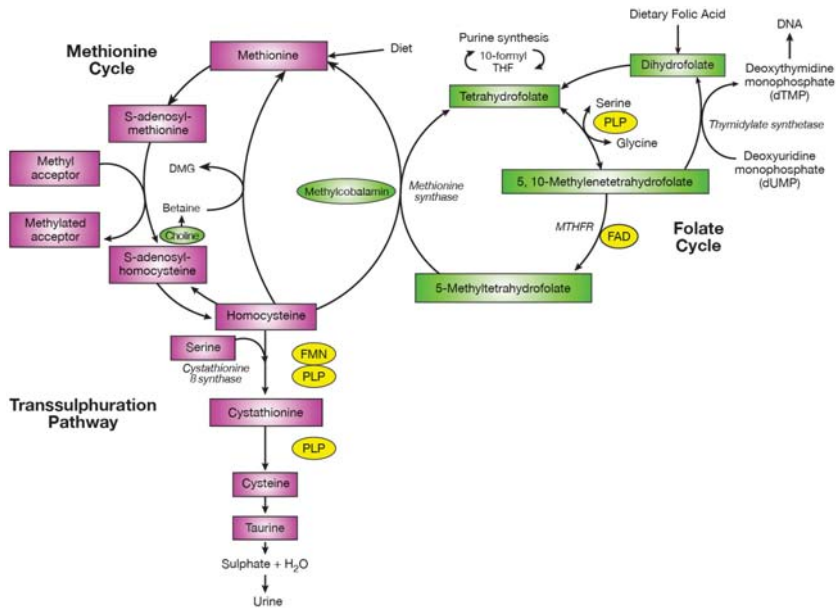 Methionine
Cycle
Methionine
Diet
S-adenosyl-
methionine
Methyl
acceptor
DMG
Betaine
Choline
Methylated
acceptor
S-adenosyl-
homocysteine
Homocysteine
Serine
Cystathionine
ß synthase
FMN
PLP
Transsulphuration
Pathway
Cystathionine
PLP
Cysteine
Taurine
Sulphate + H₂O
Urine
Methylcobalamin
Methionine
synthase
Purine synthesis
10-formyl
THF
Tetrahydrofolate
Dietary Folic Acid
Dihydrofolate
DNA
Deoxythymidine
monophosphate
(dTMP)
Serine
PLP
Glycine
Thymidylate synthetase
Deoxyuridine
monophosphate
(dUMP)
5, 10-Methylenetetrahydrofolate
MTHFR
FAD
Folate
Cycle
5-Methyltetrahydrofolate